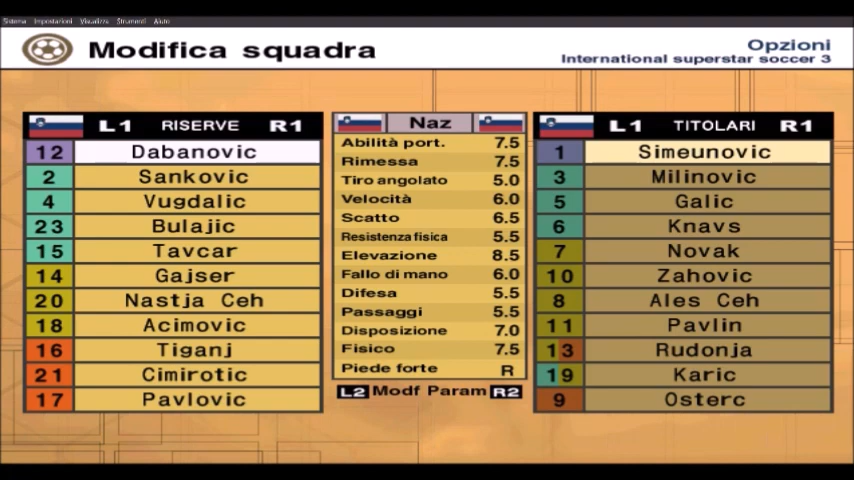 Sistema Impostazioni Visualizza Strumenti Aiuto
Modifica squadra
Opzioni
International superstar soccer 3
L1 RISERVE R1
12 Dabanovic
2 Sankovic
4 Vugdalic
23 Bulajic
15 Tavcar
14 Gajser
20 Nastja Ceh
18 Acimovic
16 Tiganj
21 Cimirotic
17 Pavlovic
Naz
Abilità port. 7.5
Rimessa 7.5
Tiro angolato 5.0
Velocità 6.0
Scatto 6.5
Resistenza fisica 5.5
Elevazione 8.5
Fallo di mano 6.0
Difesa 5.5
Passaggi 5.5
Disposizione 7.0
Fisico 7.5
Piede forte R
L2 Modf Param R2
L1 TITOLARI R1
1 Simeunovic
3 Milinovic
5 Galic
6 Knavs
7 Novak
10 Zahovic
8 Ales Ceh
11 Pavlin
13 Rudonja
19 Karic
9 Osterc